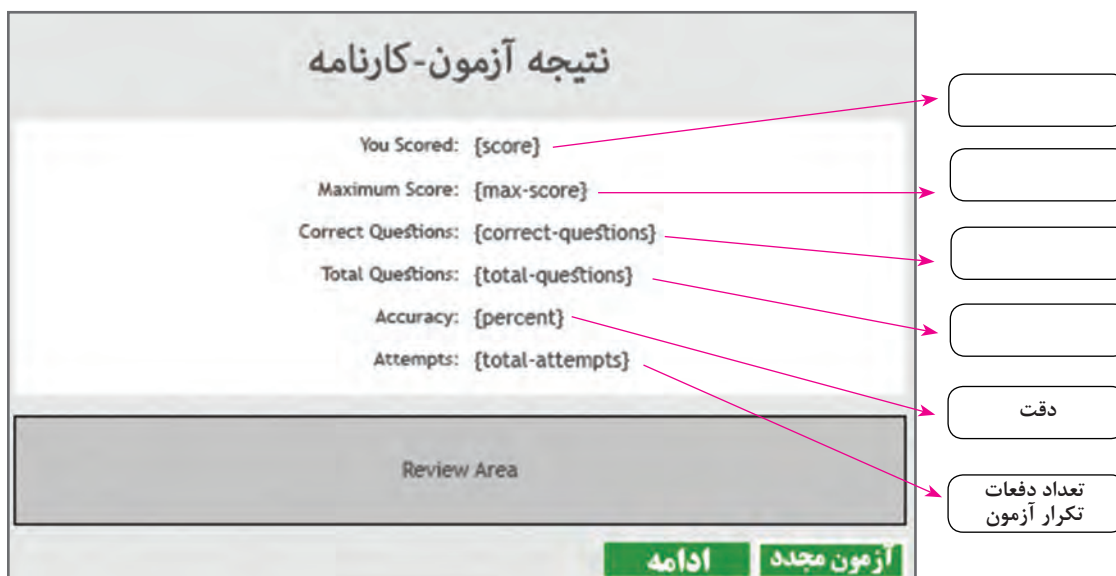 نتیجه آزمون-کارنامه
You Scored: {score}
Maximum Score: {max-score}
Correct Questions: {correct-questions}
Total Questions: {total-questions}
Accuracy: {percent}
Attempts: {total-attempts}
دقت
تعداد دفعات
تکرار آزمون
Review Area
آزمون مجدد
ادامه